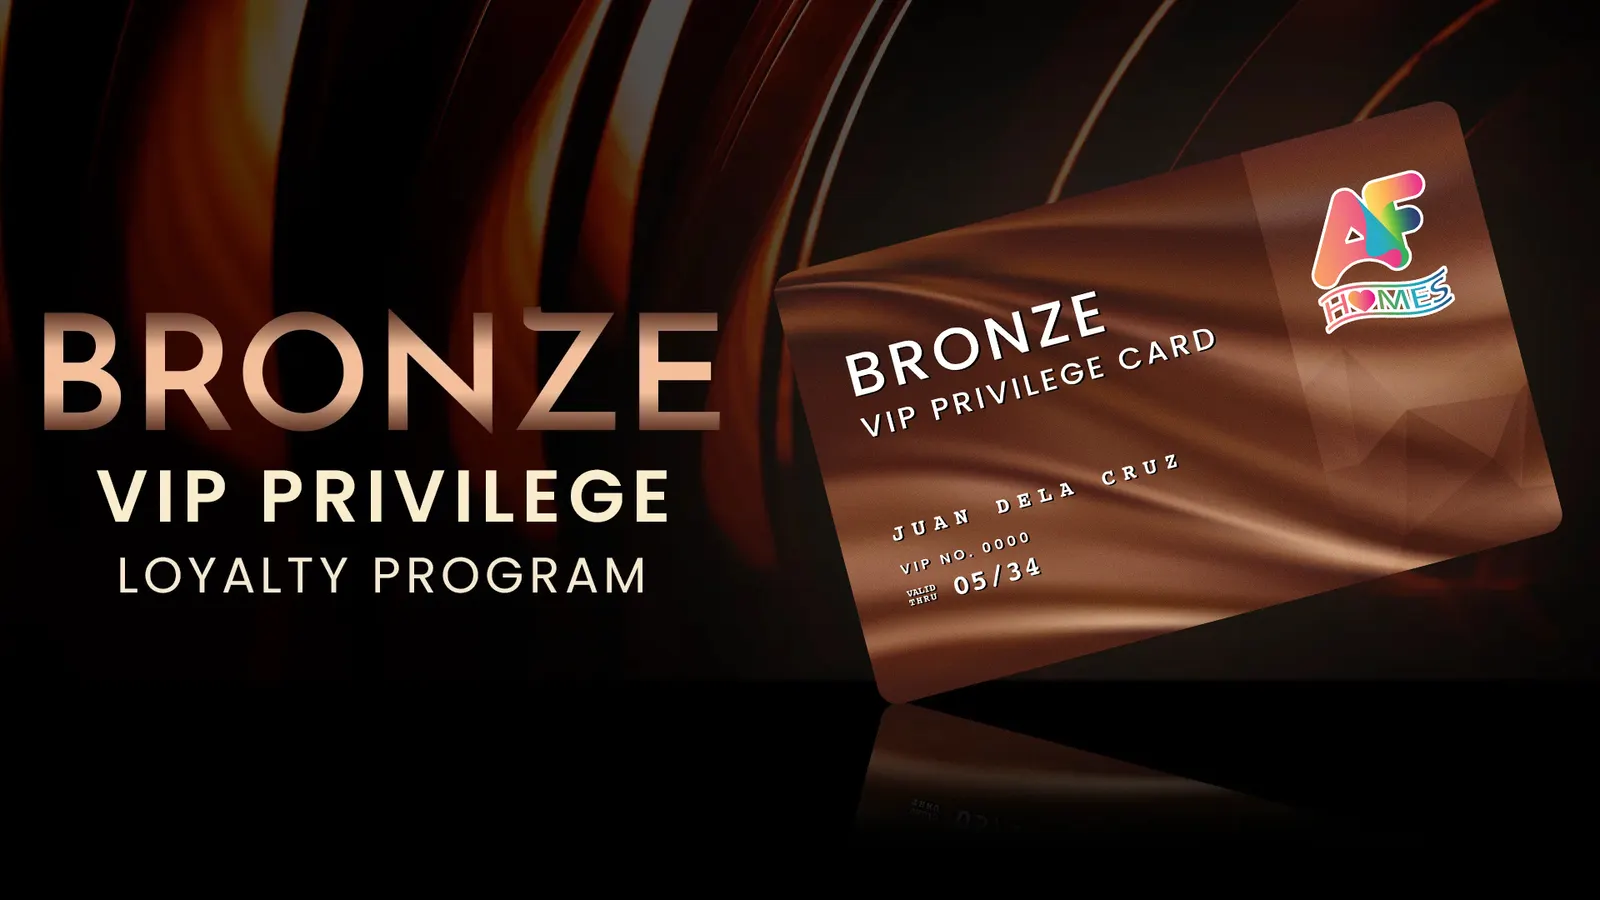 BRONZE
VIP PRIVILEGE
LOYALTY PROGRAM
AF
HOMES
BRONZE
VIP PRIVILEGE CARD
JUAN DELA CRUZ
VIP NO. 0000
VALID
THRU 05/34